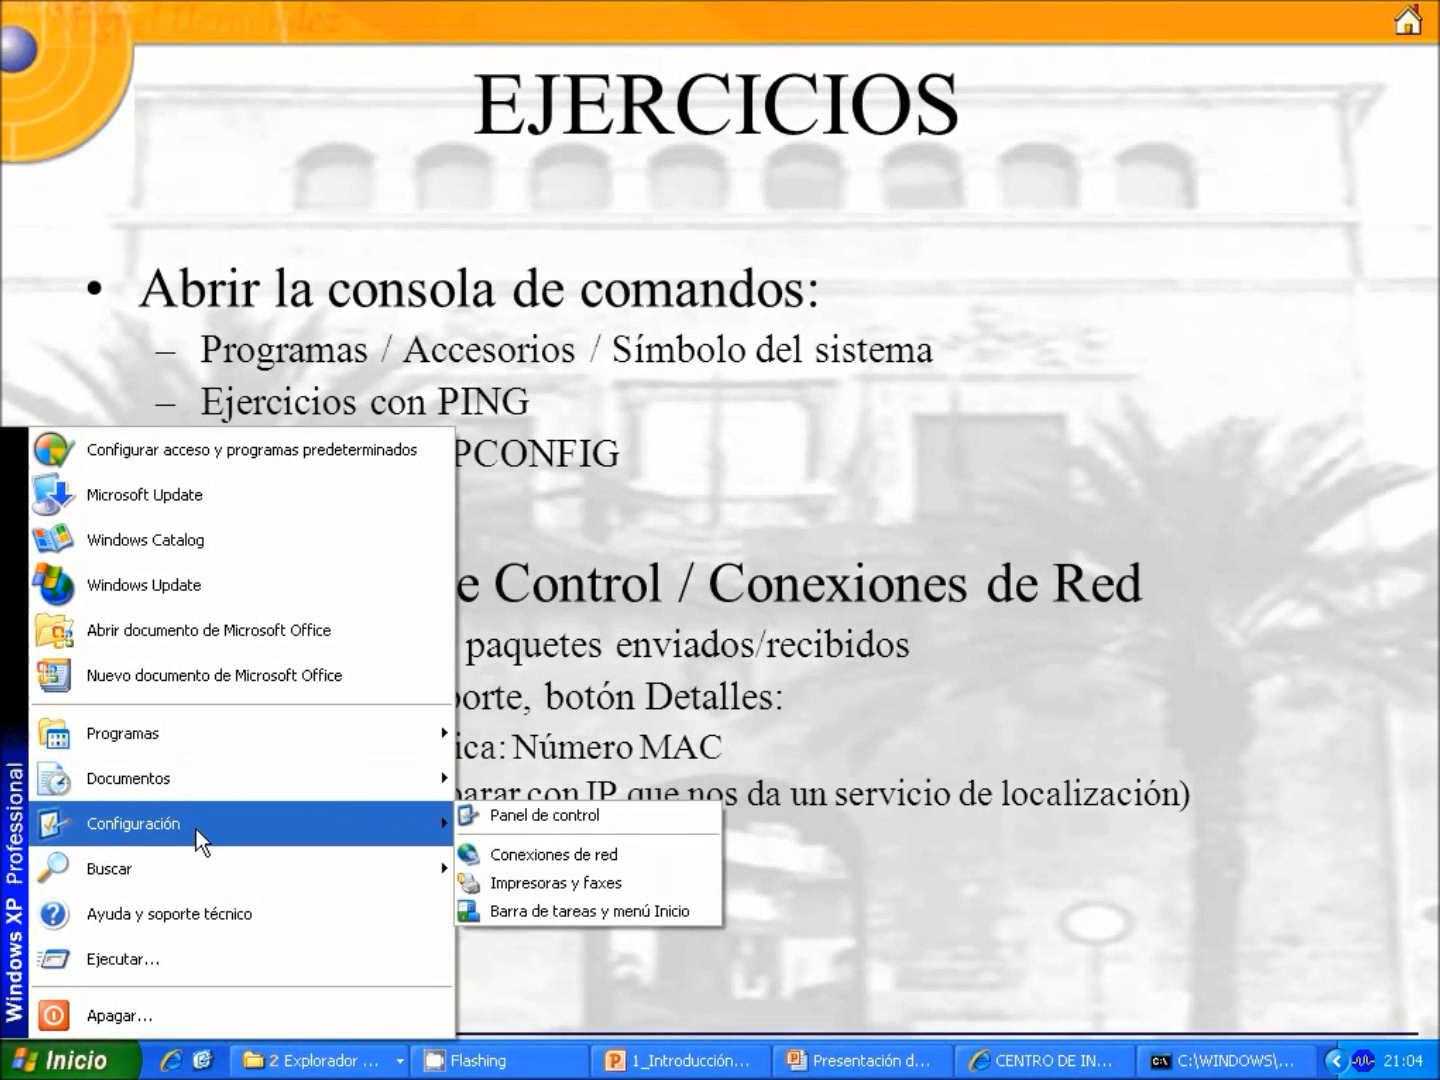 Miguel Hernández
EJERCICIOS
• Abrir la consola de comandos:
– Programas / Accesorios / Símbolo del sistema
– Ejercicios con PING
PCONFIG
e Control / Conexiones de Red
paquetes enviados/recibidos
porte, botón Detalles:
ica: Número MAC
parar con IP que nos da un servicio de localización)
Configurar acceso y programas predeterminados
Microsoft Update
Windows Catalog
Windows Update
Abrir documento de Microsoft Office
Nuevo documento de Microsoft Office
Programas
Documentos
Configuración
Buscar
Ayuda y soporte técnico
Ejecutar...
Apagar...
Windows XP Professional
Panel de control
Conexiones de red
Impresoras y faxes
Barra de tareas y menú Inicio
Inicio
2 Explorador ...
Flashing
1_Introducción...
Presentación d...
CENTRO DE IN...
C:\WINDOWS\...
21:04